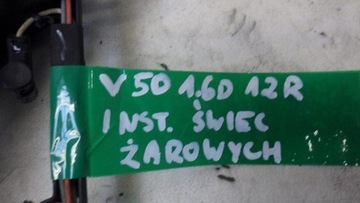 V50 1.6D 12R
INST. ŚWIEC
ŻAROWYCH